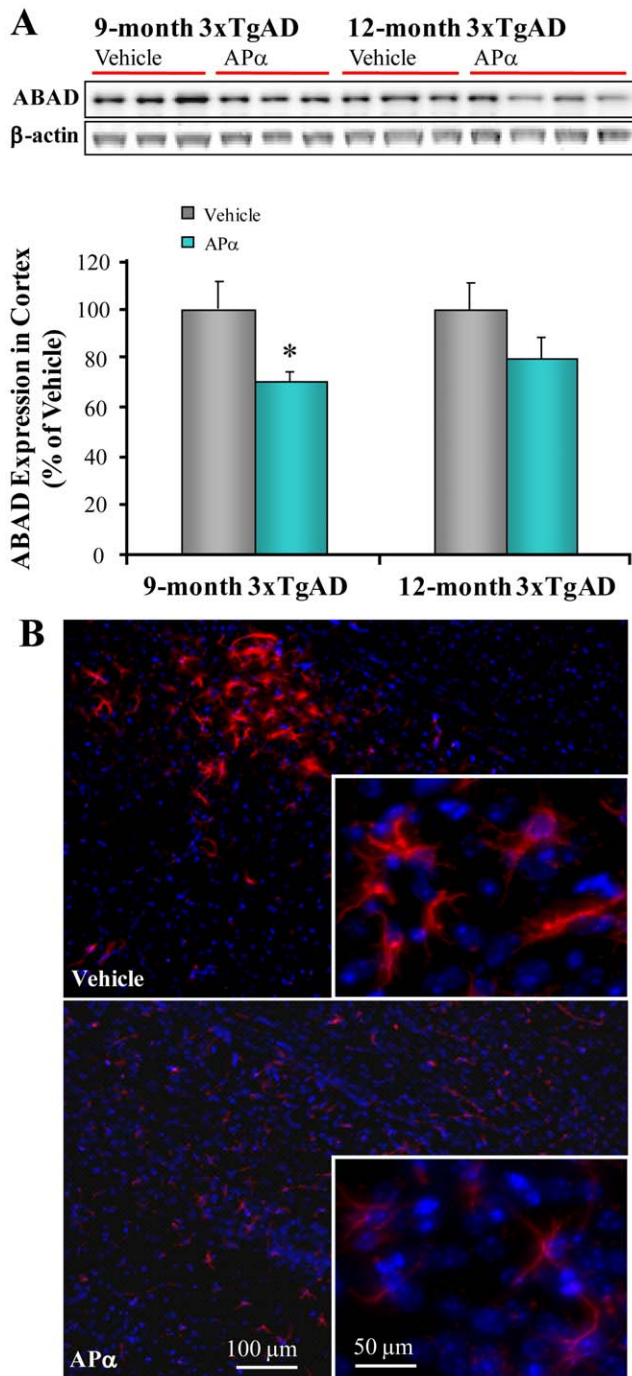 A
9-month 3xTgAD 12-month 3xTgAD
Vehicle APα Vehicle APα
ABAD
β-actin
Vehicle
APα
ABAD Expression in Cortex
(% of Vehicle)
120
100
80
60
40
20
0
*
9-month 3xTgAD 12-month 3xTgAD
B
Vehicle
APα
100 µm
50 µm